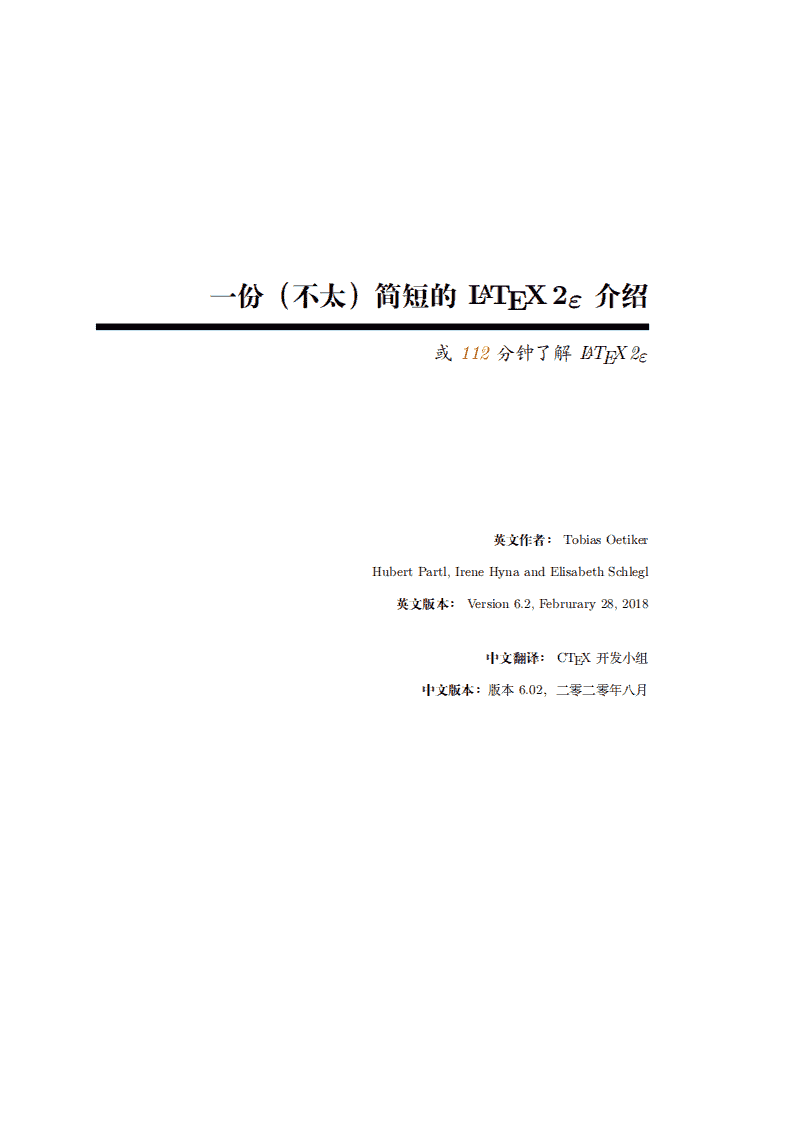 一份（不太）简短的 LATEX 2ε 介绍
或 112 分钟了解 LATEX 2ε
英文作者： Tobias Oetiker
Hubert Partl, Irene Hyna and Elisabeth Schlegl
英文版本： Version 6.2, Februrary 28, 2018
中文翻译： CTEX 开发小组
中文版本：版本 6.02，二零二零年八月